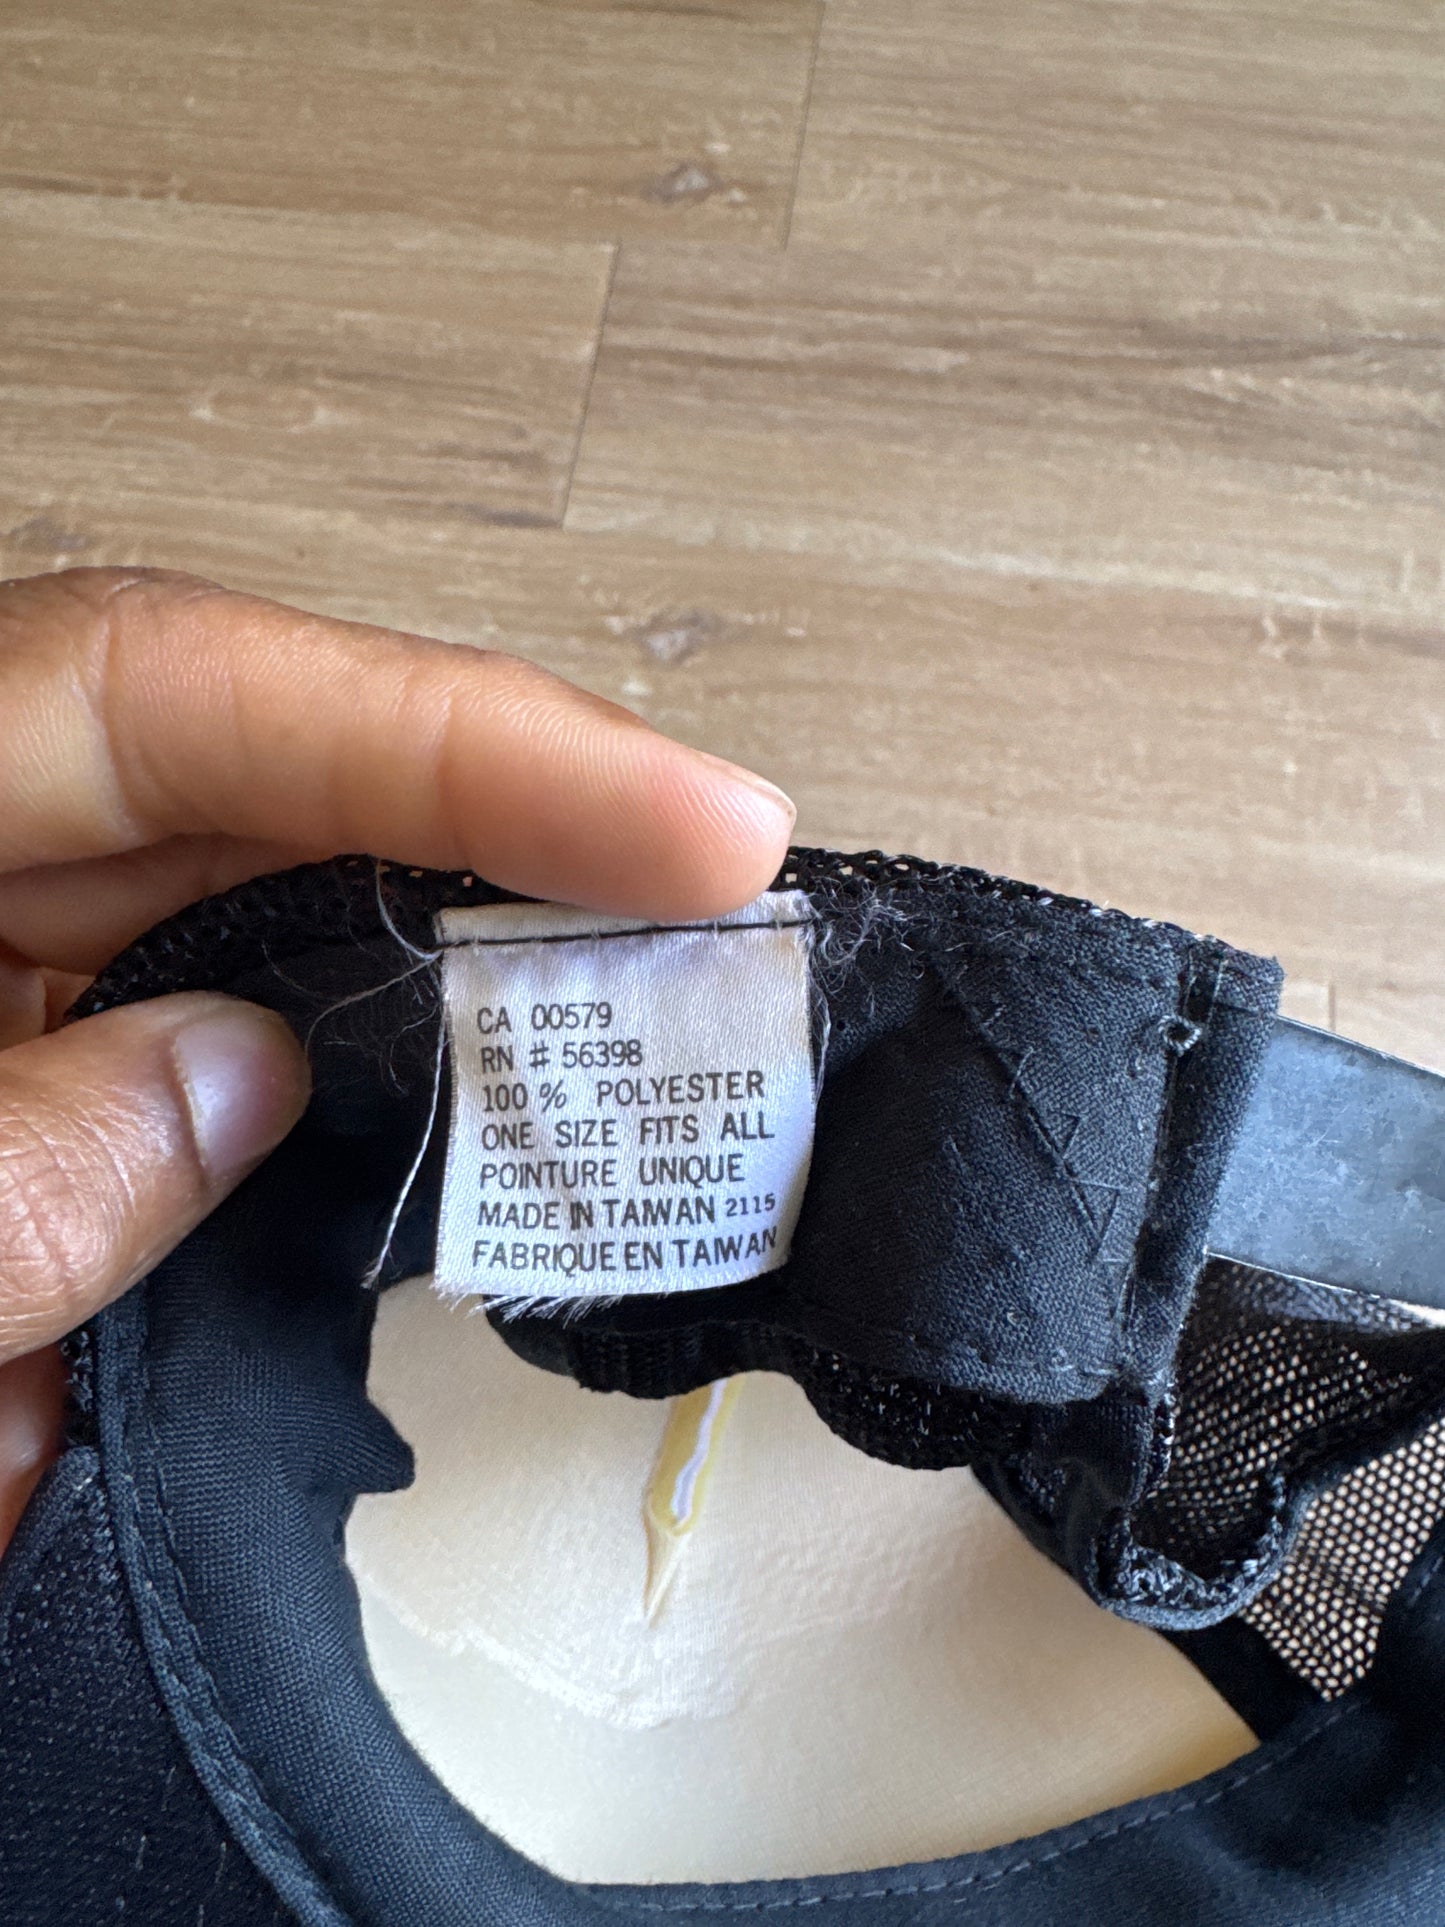 CA 00579
RN # 56398
100 % POLYESTER
ONE SIZE FITS ALL
POINTURE UNIQUE
MADE IN TAIWAN 2115
FABRIQUE EN TAIWAN